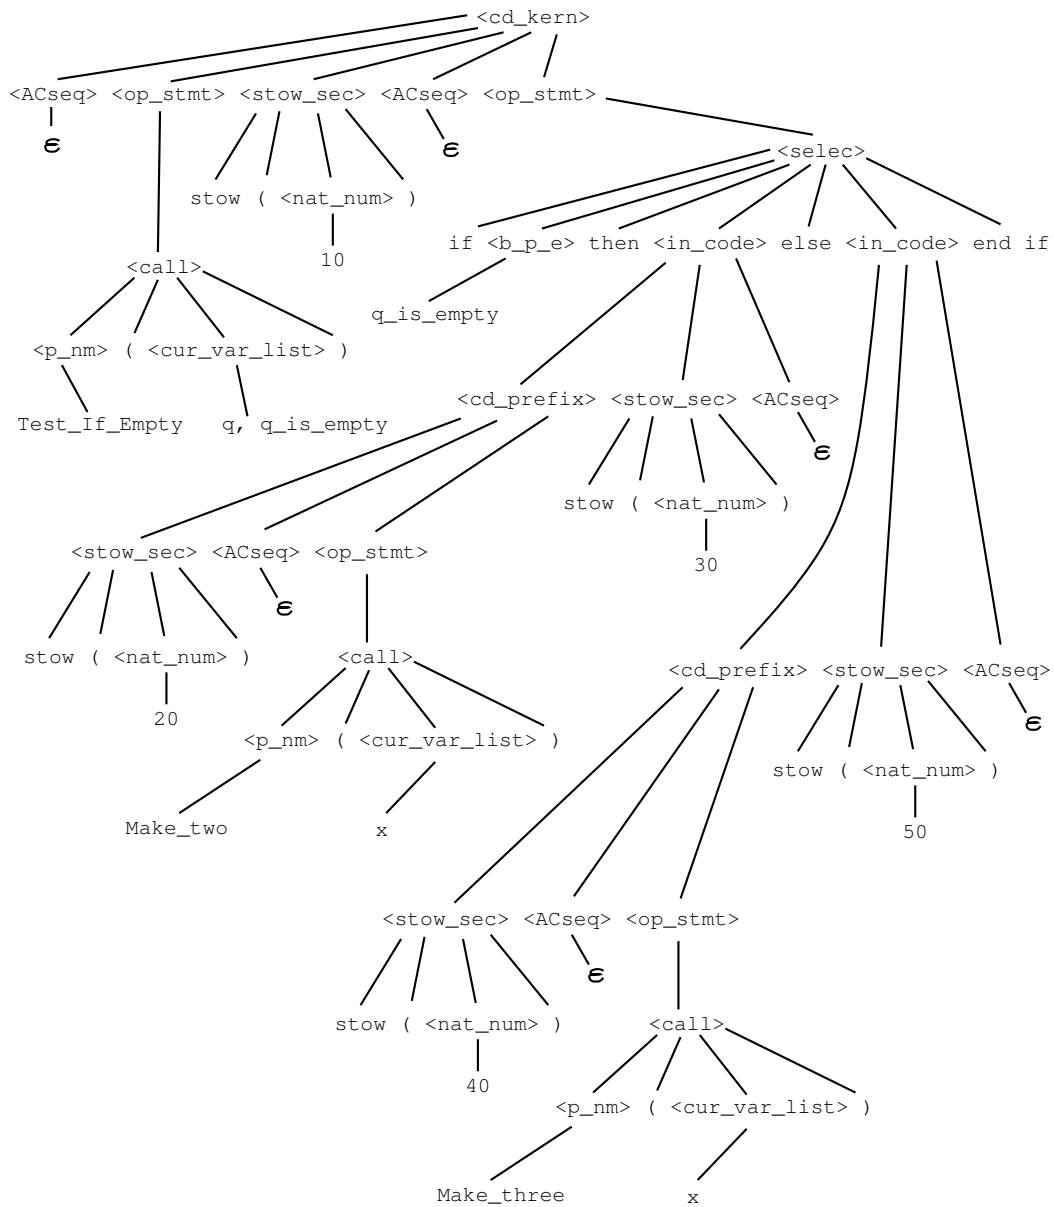 <cd_kern>
<ACseq> <op_stmt> <stow_sec> <ACseq> <op_stmt>
ε ε
<selec>
stow ( <nat_num> )
if <b_p_e> then <in_code> else <in_code> end if
10
<call>
q_is_empty
<p_nm> ( <cur_var_list> )
<cd_prefix> <stow_sec> <ACseq>
Test_If_Empty q, q_is_empty
ε
stow ( <nat_num> )
<stow_sec> <ACseq> <op_stmt>
30
ε
stow ( <nat_num> ) <call>
<cd_prefix> <stow_sec> <ACseq>
20
ε
<p_nm> ( <cur_var_list> )
stow ( <nat_num> )
Make_two x
50
<stow_sec> <ACseq> <op_stmt>
ε
stow ( <nat_num> ) <call>
40
<p_nm> ( <cur_var_list> )
Make_three x